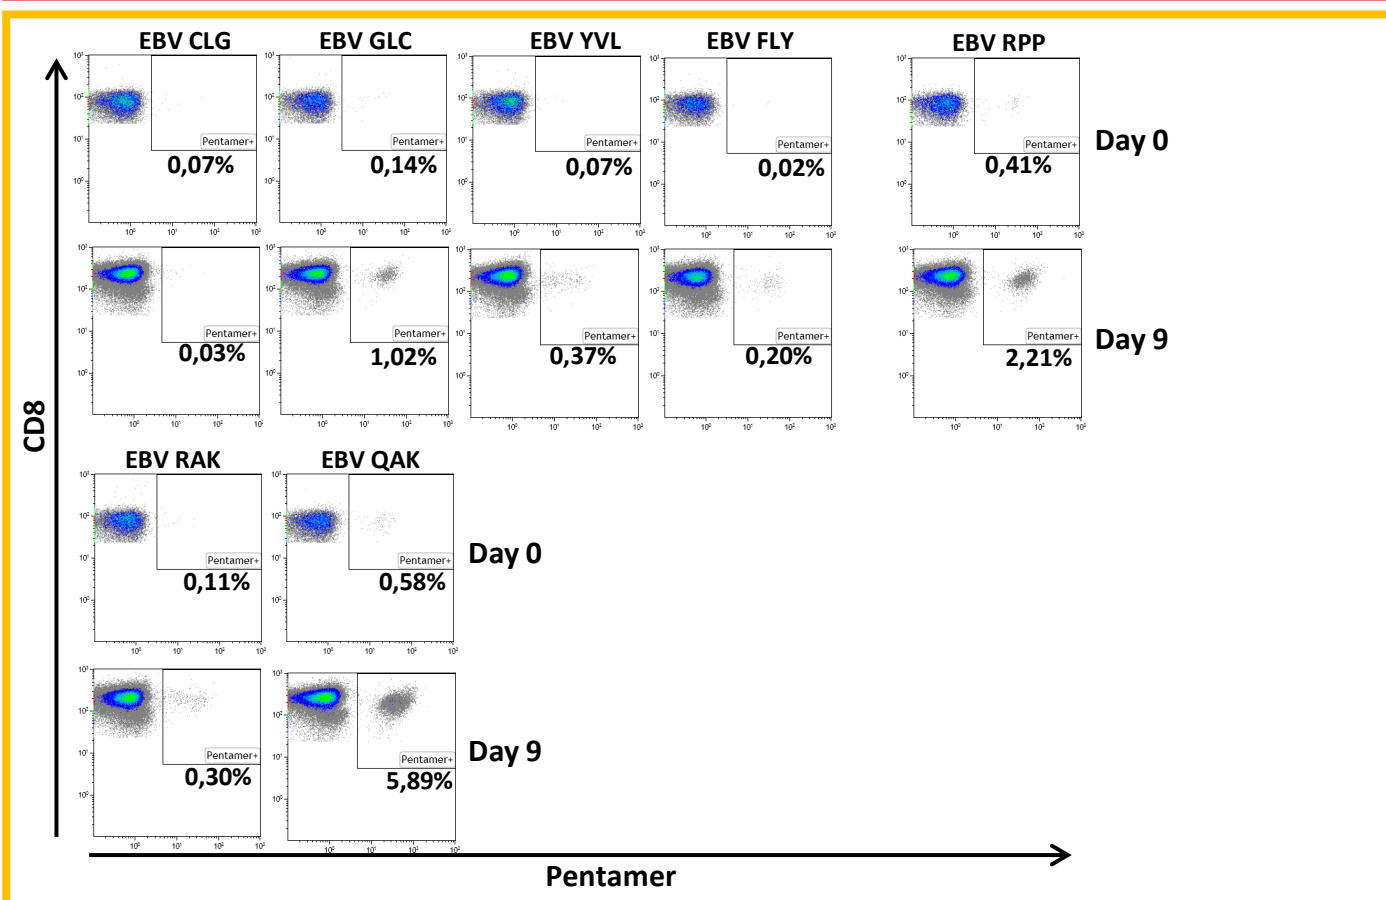 EBV CLG EBV GLC EBV YVL EBV FLY EBV RPP
Pentamer+ Pentamer+ Pentamer+ Pentamer+ Pentamer+
0,07% 0,14% 0,07% 0,02% 0,41%
Day 0
Pentamer+ Pentamer+ Pentamer+ Pentamer+ Pentamer+
0,03% 1,02% 0,37% 0,20% 2,21%
Day 9
CD8
EBV RAK EBV QAK
Pentamer+ Pentamer+
0,11% 0,58%
Day 0
Pentamer+ Pentamer+
0,30% 5,89%
Day 9
Pentamer